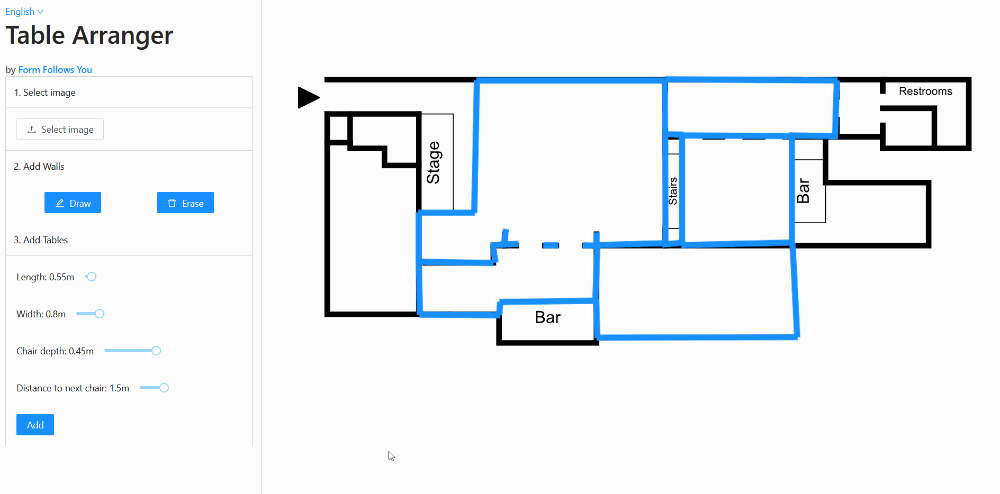 English
Table Arranger
by Form Follows You
1. Select image
Select image
2. Add Walls
Draw
Erase
3. Add Tables
Length: 0.55m
Width: 0.8m
Chair depth: 0.45m
Distance to next chair: 1.5m
Add
Restrooms
Stage
Stairs
Bar
Bar